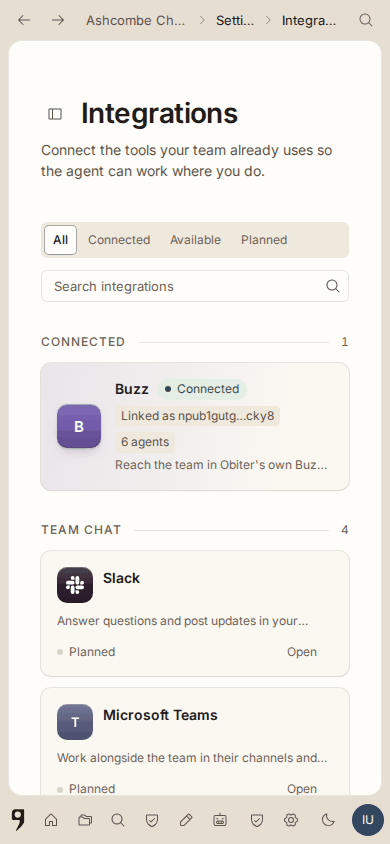 Ashcombe Ch... Setti... Integra...
Integrations
Connect the tools your team already uses so
the agent can work where you do.
All Connected Available Planned
Search integrations
CONNECTED 1
B
Buzz Connected
Linked as npub1gutg...cky8
6 agents
Reach the team in Obiter's own Buz...
TEAM CHAT 4
Slack
Answer questions and post updates in your...
Planned Open
T
Microsoft Teams
Work alongside the team in their channels and...
Planned Open
IU